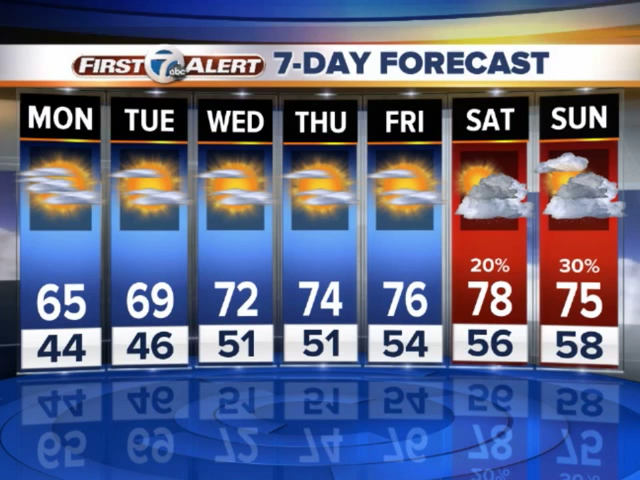 FIRST 7 abc ALERT 7-DAY FORECAST
MON TUE WED THU FRI SAT SUN
20% 30%
65 69 72 74 76 78 75
44 46 51 51 54 56 58